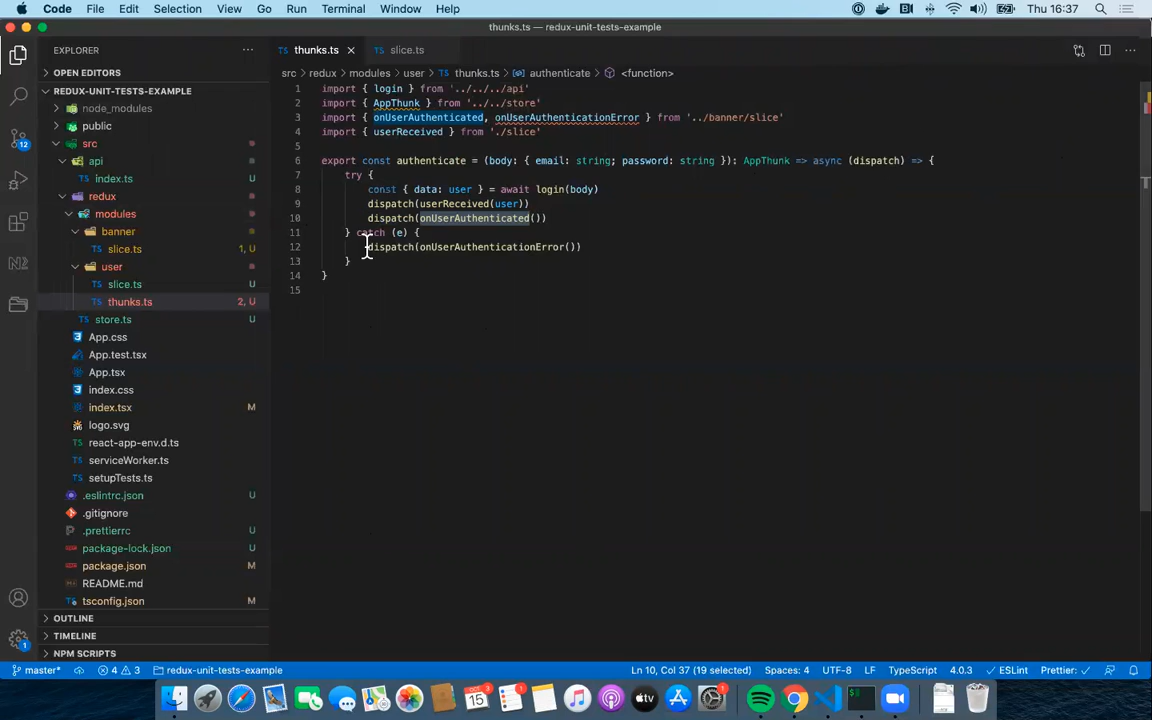 Code File Edit Selection View Go Run Terminal Window Help Thu 16:37
thunks.ts — redux-unit-tests-example
EXPLORER
thunks.ts slice.ts
OPEN EDITORS
src > redux > modules > user > thunks.ts > authenticate > <function>
REDUX-UNIT-TESTS-EXAMPLE
node_modules
public
src
api
index.ts U
redux
modules
banner
slice.ts 1, U
user
slice.ts U
thunks.ts 2, U
store.ts U
App.css
App.test.tsx
App.tsx
index.css
index.tsx M
logo.svg
react-app-env.d.ts
serviceWorker.ts
setupTests.ts
.eslintrc.json U
.gitignore
.prettierrc U
package-lock.json U
package.json M
README.md
tsconfig.json M
OUTLINE
TIMELINE
NPM SCRIPTS
1 import { login } from '../../../api'
2 import { AppThunk } from '../../store'
3 import { onUserAuthenticated, onUserAuthenticationError } from '../banner/slice'
4 import { userReceived } from './slice'
5
6 export const authenticate = (body: { email: string; password: string }): AppThunk => async (dispatch) => {
7 try {
8 const { data: user } = await login(body)
9 dispatch(userReceived(user))
10 dispatch(onUserAuthenticated())
11 } catch (e) {
12 dispatch(onUserAuthenticationError())
13 }
14 }
15
12
1
master* 4 3 redux-unit-tests-example Ln 10, Col 37 (19 selected) Spaces: 4 UTF-8 LF TypeScript 4.0.3 ESLint Prettier: